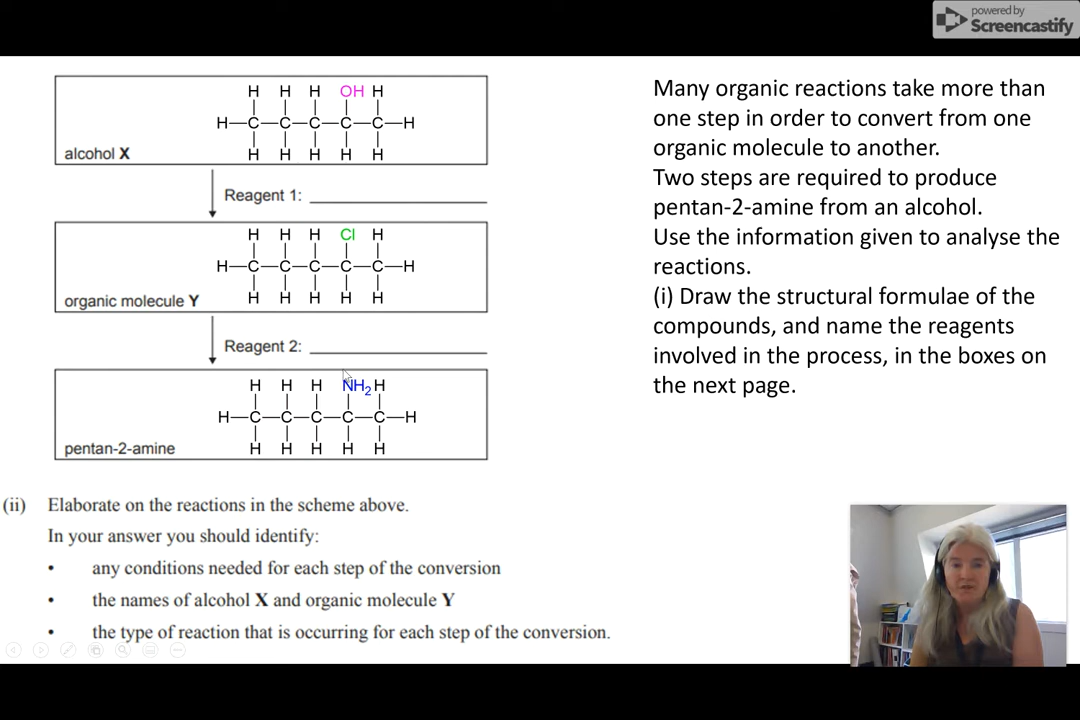 powered by
Screencastify
H H H OH H
H—C—C—C—C—C—H
H H H H H
alcohol X
Reagent 1: ____________________
H H H Cl H
H—C—C—C—C—C—H
H H H H H
organic molecule Y
Reagent 2: ____________________
H H H NH2 H
H—C—C—C—C—C—H
H H H H H
pentan-2-amine
Many organic reactions take more than
one step in order to convert from one
organic molecule to another.
Two steps are required to produce
pentan-2-amine from an alcohol.
Use the information given to analyse the
reactions.
(i) Draw the structural formulae of the
compounds, and name the reagents
involved in the process, in the boxes on
the next page.
(ii) Elaborate on the reactions in the scheme above.
In your answer you should identify:
• any conditions needed for each step of the conversion
• the names of alcohol X and organic molecule Y
• the type of reaction that is occurring for each step of the conversion.